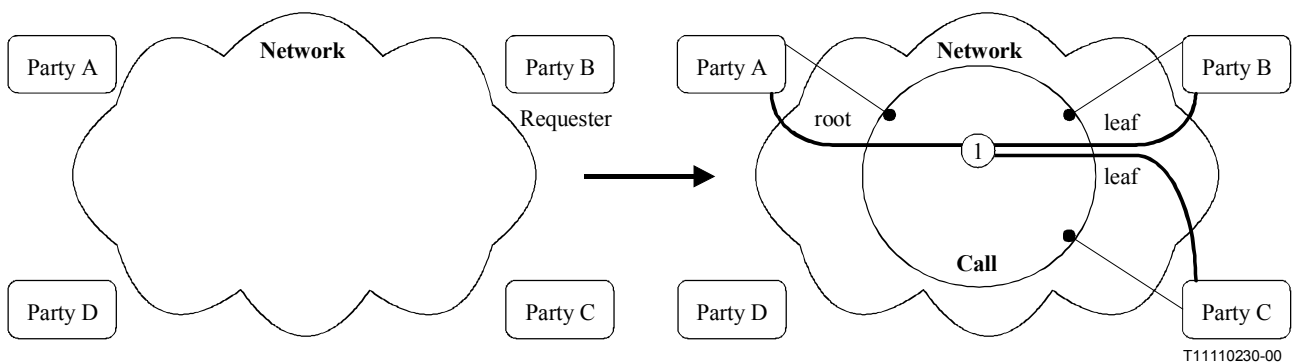 Party A
Network
Party B
Requester
Party D
Party C
Party A
Network
Party B
root
leaf
1
leaf
Call
Party D
Party C
T11110230-00